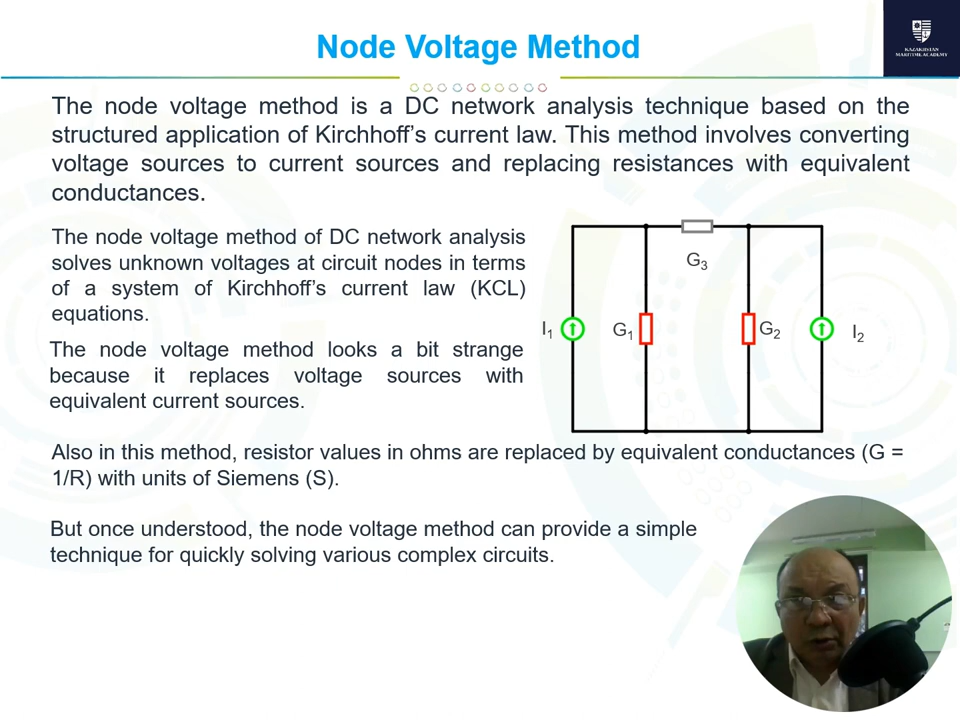 Node Voltage Method
KAZAKHSTAN
MARITIME ACADEMY
The node voltage method is a DC network analysis technique based on the
structured application of Kirchhoff’s current law. This method involves converting
voltage sources to current sources and replacing resistances with equivalent
conductances.
The node voltage method of DC network analysis
solves unknown voltages at circuit nodes in terms
of a system of Kirchhoff’s current law (KCL)
equations.
The node voltage method looks a bit strange
because it replaces voltage sources with
equivalent current sources.
G₃
I₁ G₁ G₂ I₂
Also in this method, resistor values in ohms are replaced by equivalent conductances (G =
1/R) with units of Siemens (S).
But once understood, the node voltage method can provide a simple
technique for quickly solving various complex circuits.